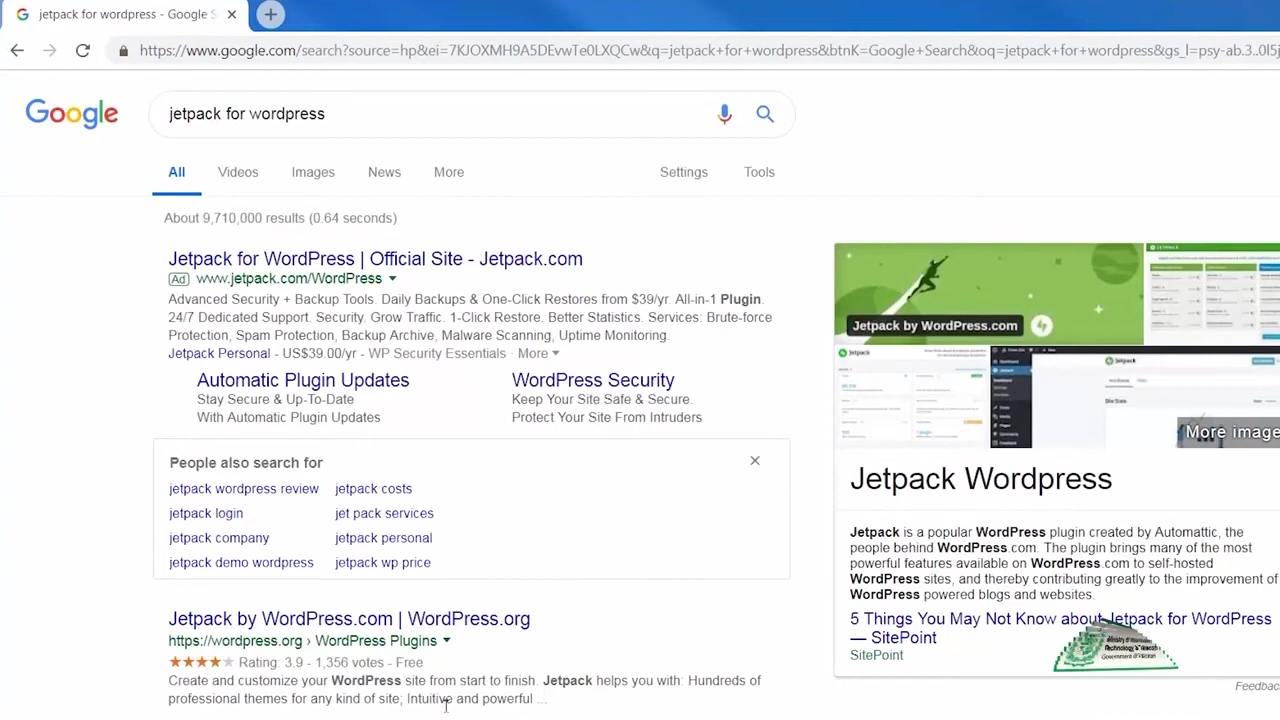 jetpack for wordpress - Google S
https://www.google.com/search?source=hp&ei=7KJOXMH9A5DEvwTe0LXQCw&q=jetpack+for+wordpress&btnK=Google+Search&oq=jetpack+for+wordpress&gs_l=psy-ab.3..0l5j
Google
jetpack for wordpress
All Videos Images News More Settings Tools
About 9,710,000 results (0.64 seconds)
Jetpack for WordPress | Official Site - Jetpack.com
Ad www.jetpack.com/WordPress
Advanced Security + Backup Tools. Daily Backups & One-Click Restores from $39/yr. All-in-1 Plugin.
24/7 Dedicated Support. Security. Grow Traffic. 1-Click Restore. Better Statistics. Services: Brute-force
Protection, Spam Protection, Backup Archive, Malware Scanning, Uptime Monitoring.
Jetpack Personal - US$39.00/yr - WP Security Essentials · More
Automatic Plugin Updates
Stay Secure & Up-To-Date
With Automatic Plugin Updates
WordPress Security
Keep Your Site Safe & Secure.
Protect Your Site From Intruders
People also search for
jetpack wordpress review jetpack costs
jetpack login jet pack services
jetpack company jetpack personal
jetpack demo wordpress jetpack wp price
Jetpack by WordPress.com | WordPress.org
https://wordpress.org › WordPress Plugins
Rating: 3.9 - 1,356 votes - Free
Create and customize your WordPress site from start to finish. Jetpack helps you with: Hundreds of
professional themes for any kind of site; Intuitive and powerful ...
Jetpack by WordPress.com
Jetpack
Jetpack
More image
Jetpack Wordpress
Jetpack is a popular WordPress plugin created by Automattic, the
people behind WordPress.com. The plugin brings many of the most
powerful features available on WordPress.com to self-hosted
WordPress sites, and thereby contributing greatly to the improvement of
WordPress powered blogs and websites.
5 Things You May Not Know about Jetpack for WordPress
— SitePoint
SitePoint
Ministry of Information
Technology & Telecom
Government of Pakistan
Feedbac